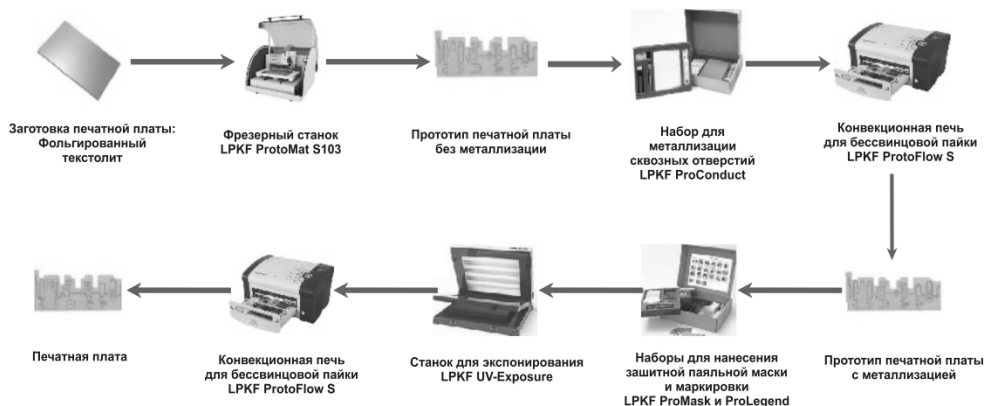 Заготовка печатной платы:
Фольгированный
текстолит
Фрезерный станок
LPKF ProtoMat S103
Прототип печатной платы
без металлизации
Набор для
металлизации
сквозных отверстий
LPKF ProConduct
Конвекционная печь
для бессвинцовой пайки
LPKF ProtoFlow S
Печатная плата
Конвекционная печь
для бессвинцовой пайки
LPKF ProtoFlow S
Станок для экспонирования
LPKF UV-Exposure
Наборы для нанесения
зашитной паяльной маски
и маркировки
LPKF ProMask и ProLegend
Прототип печатной платы
с металлизацией